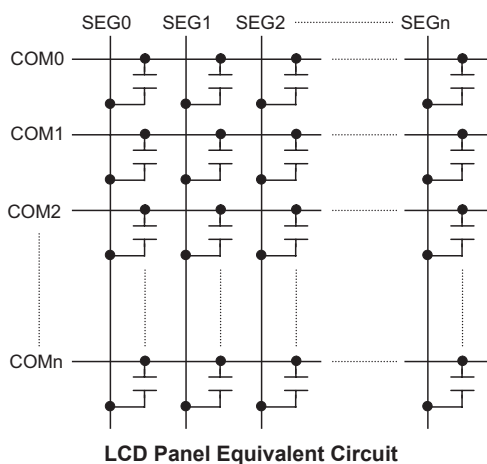 SEG0 SEG1 SEG2 SEGn
COM0
COM1
COM2
COMn
LCD Panel Equivalent Circuit